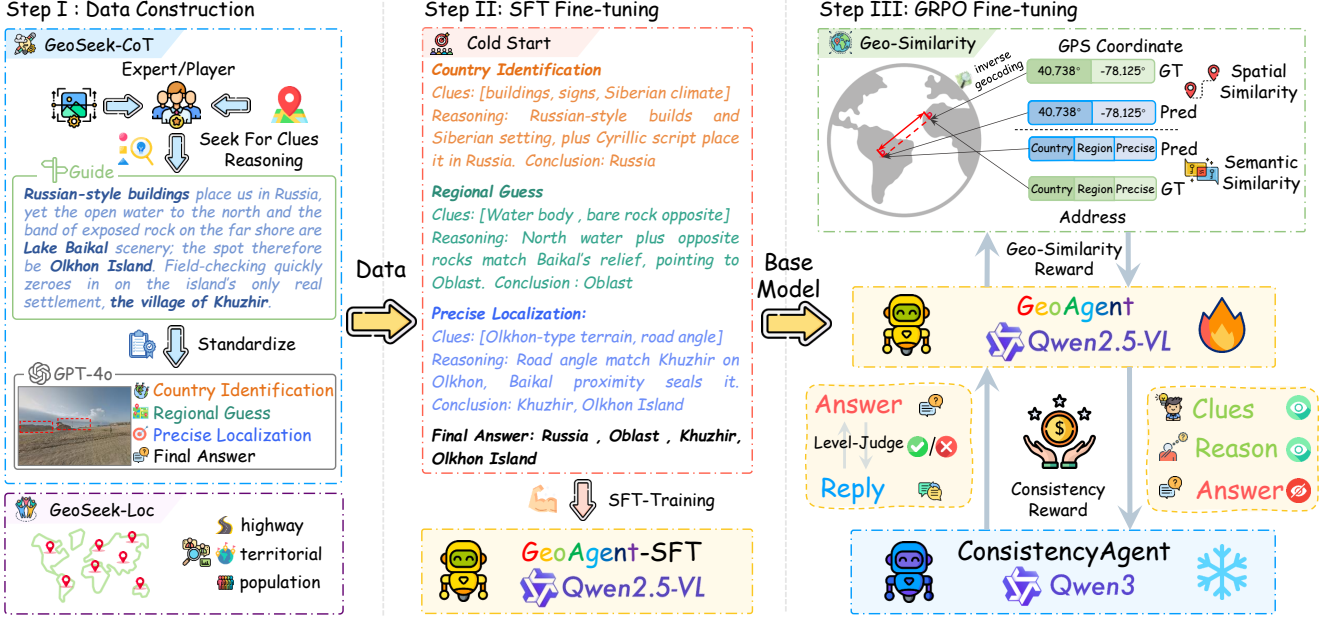 Step I : Data Construction
GeoSeek-CoT
Expert/Player
Seek For Clues
Reasoning
Guide
Russian-style buildings place us in Russia,
yet the open water to the north and the
band of exposed rock on the far shore are
Lake Baikal scenery; the spot therefore
be Olkhon Island. Field-checking quickly
zeroes in on the island's only real
settlement, the village of Khuzhir.
Standardize
GPT-4o
Country Identification
Regional Guess
Precise Localization
Final Answer
GeoSeek-Loc
highway
territorial
population
Data
Step II: SFT Fine-tuning
Cold Start
Country Identification
Clues: [buildings, signs, Siberian climate]
Reasoning: Russian-style builds and
Siberian setting, plus Cyrillic script place
it in Russia. Conclusion: Russia
Regional Guess
Clues: [Water body , bare rock opposite]
Reasoning: North water plus opposite
rocks match Baikal's relief, pointing to
Oblast. Conclusion : Oblast
Precise Localization:
Clues: [Olkhon-type terrain, road angle]
Reasoning: Road angle match Khuzhir on
Olkhon, Baikal proximity seals it.
Conclusion: Khuzhir, Olkhon Island
Final Answer: Russia , Oblast , Khuzhir,
Olkhon Island
SFT-Training
GeoAgent-SFT
Qwen2.5-VL
Base
Model
Step III: GRPO Fine-tuning
Geo-Similarity
inverse
geocoding
GPS Coordinate
40.738° -78.125° GT
Spatial
Similarity
40.738° -78.125° Pred
Country Region Precise Pred
Semantic
Similarity
Country Region Precise GT
Address
Geo-Similarity
Reward
GeoAgent
Qwen2.5-VL
Answer
Level-Judge
/
Reply
$
Consistency
Reward
Clues
Reason
Answer
ConsistencyAgent
Qwen3